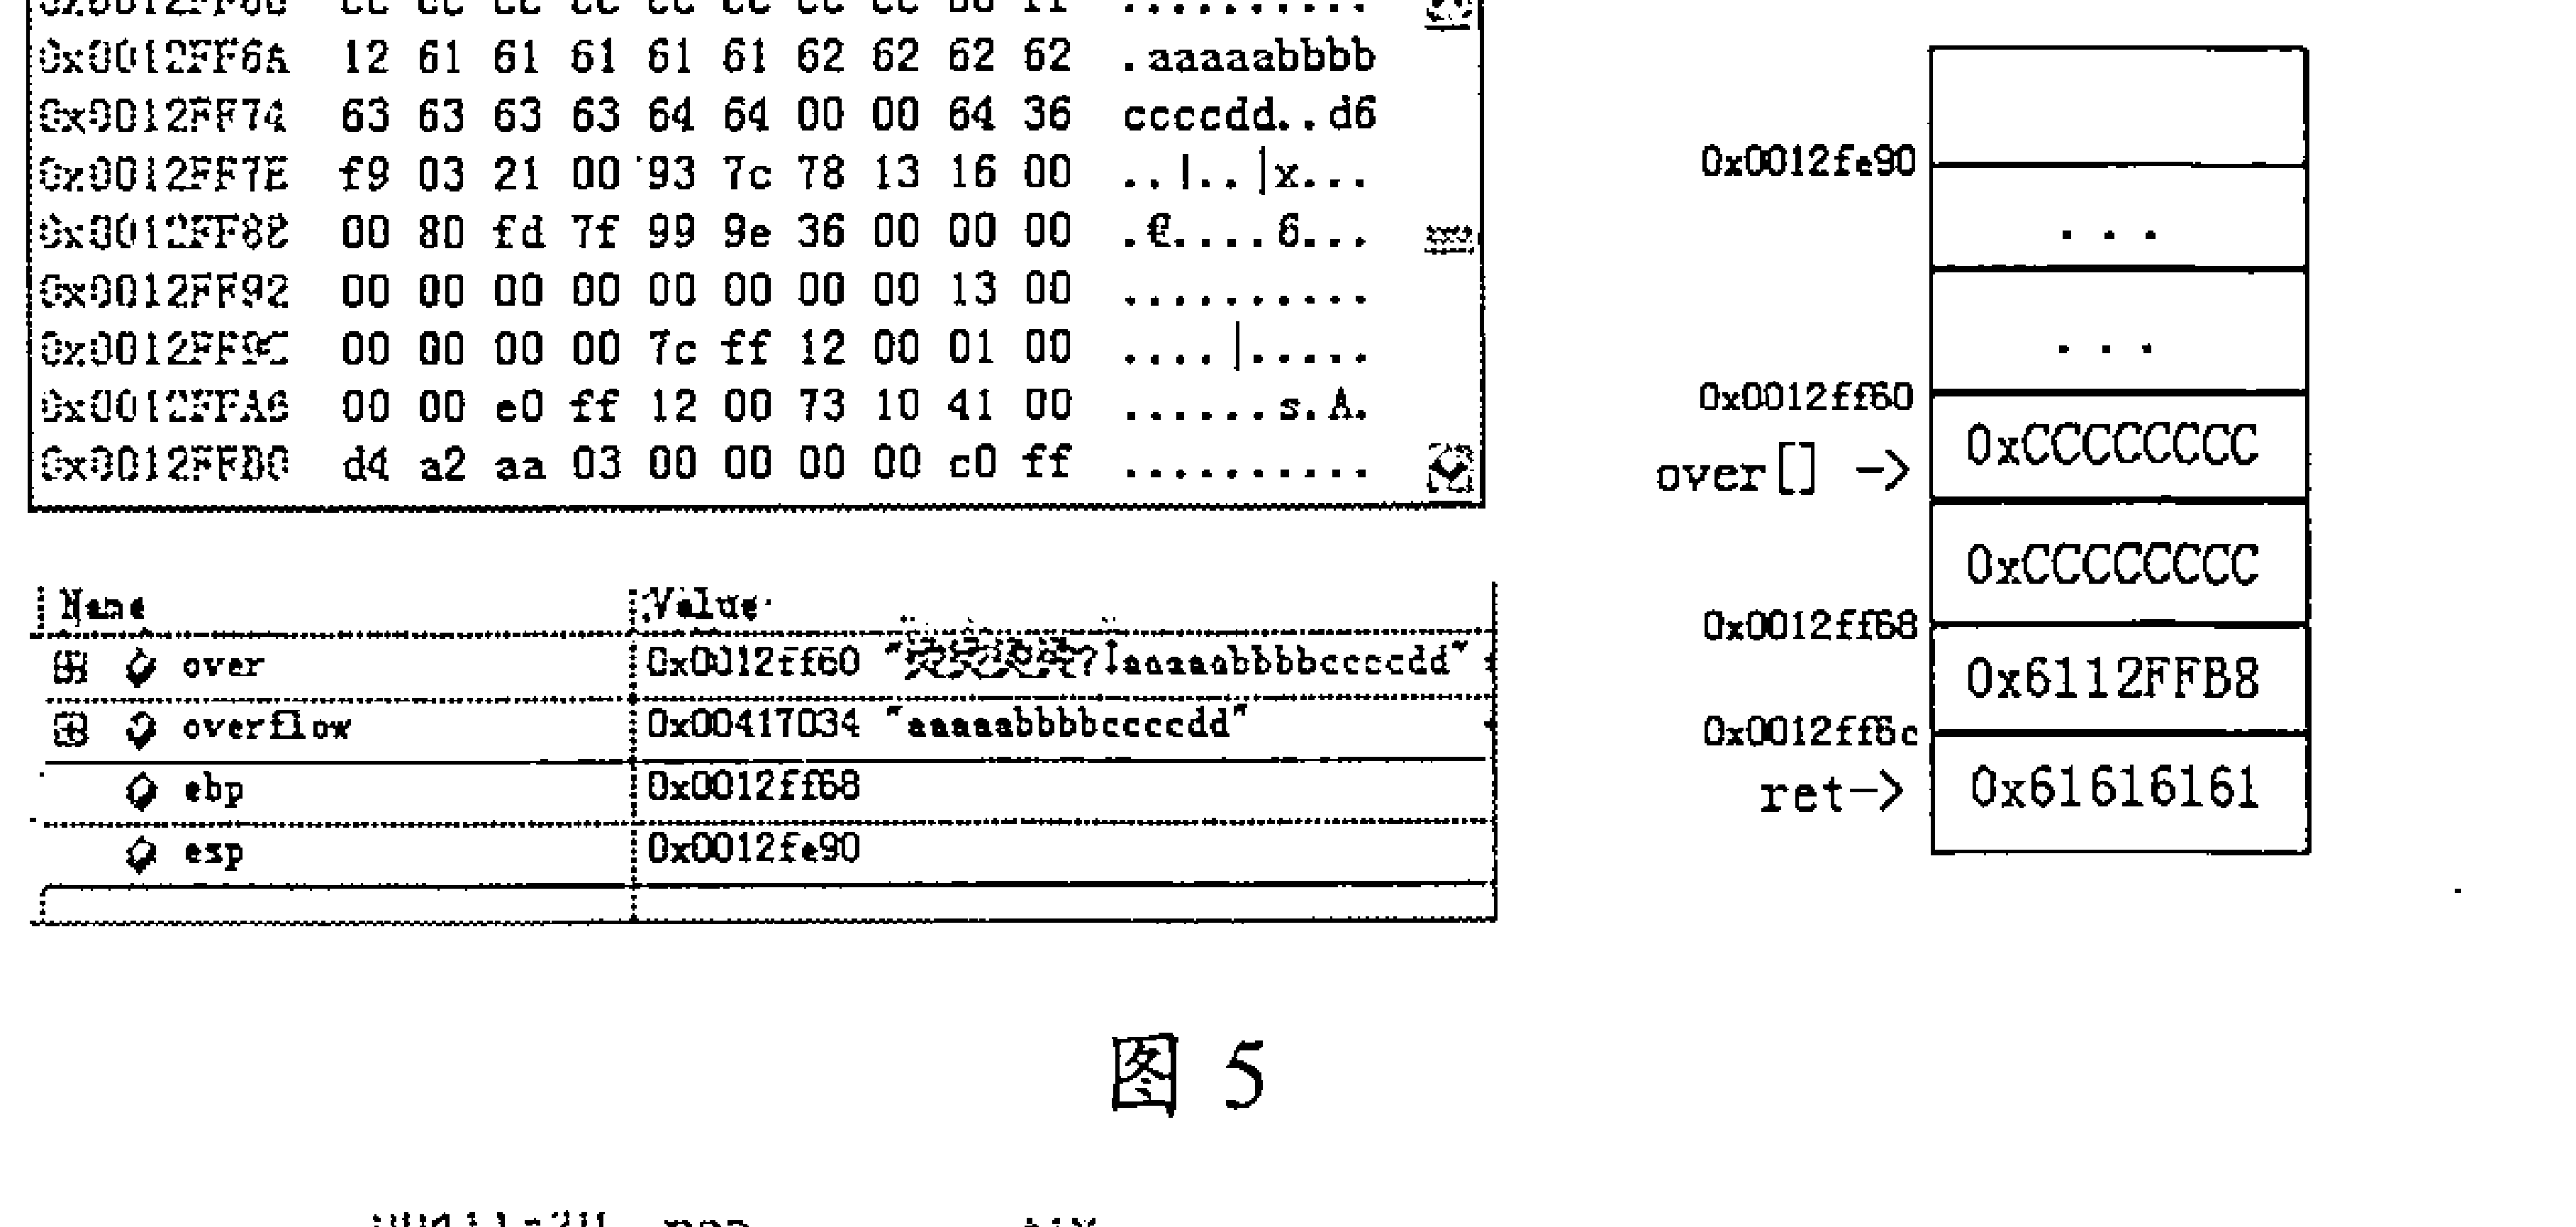 0x0012FF6A 12 61 61 61 61 61 62 62 62 62 .aaaaabbbb
0x0012FF74 63 63 63 63 64 64 00 00 64 36 ccccdd..d6
0x0012FF7E f9 03 21 00 93 7c 78 13 16 00 ..|..|x...
0x0012FF88 00 80 fd 7f 99 9e 36 00 00 00 .€....6...
0x0012FF92 00 00 00 00 00 00 00 00 13 00 ..........
0x0012FF9C 00 00 00 00 7c ff 12 00 01 00 ....|.....
0x0012FFA6 00 00 e0 ff 12 00 73 10 41 00 ......s.A.
0x0012FFB0 d4 a2 aa 03 00 00 00 00 c0 ff ..........
Name Value
over 0x0012ff60 "烫烫烫烫?↕aaaaabbbbccccdd"
overflow 0x00417034 "aaaaabbbbccccdd"
ebp 0x0012ff68
esp 0x0012fe90
0x0012fe90
...
...
0x0012ff60
over[] -> 0xCCCCCCCC
0xCCCCCCCC
0x0012ff68
0x6112FFB8
0x0012ff6c
ret-> 0x61616161
图 5